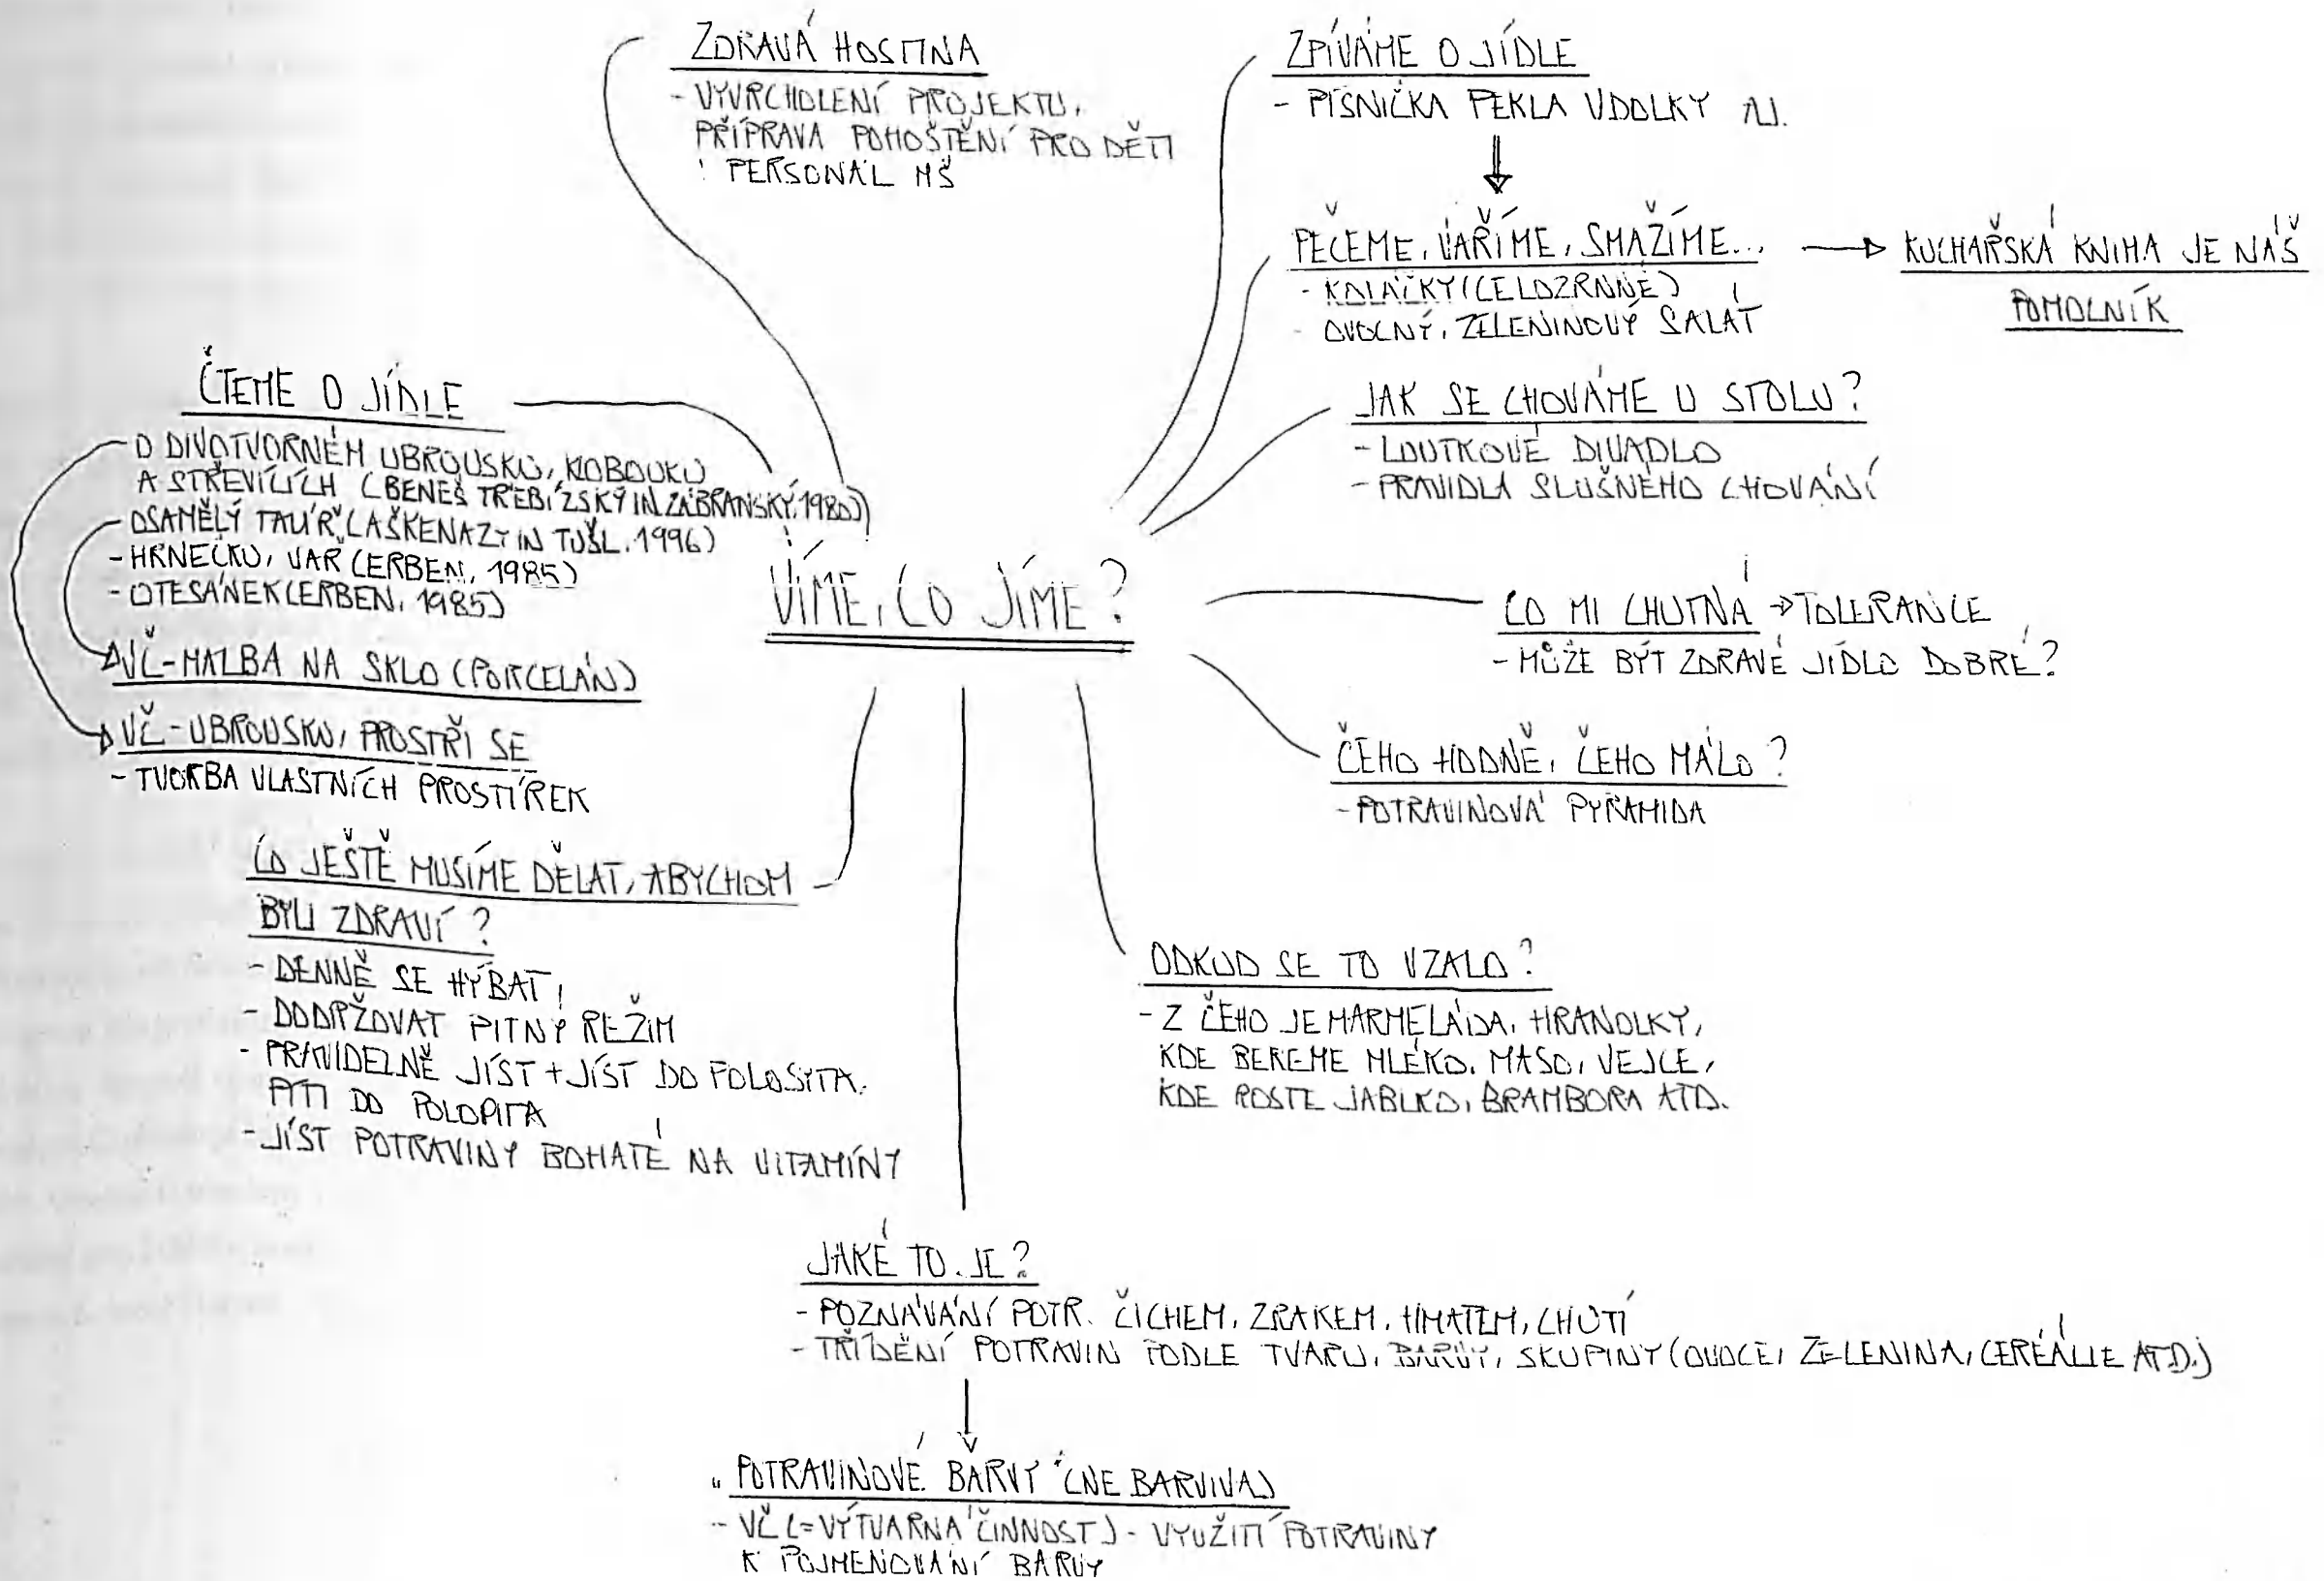 ZDRAVÁ HOSTINA
- VYVRCHOLENÍ PROJEKTU,
PŘÍPRAVA POHOŠTĚNÍ PRO DĚTI
I PERSONÁL MŠ
ZPÍVÁME O JÍDLE
- PÍSNIČKA PEKLA VDOLKY AJ.
PEČEME, VAŘÍME, SMAŽÍME...
- KOLÁČKY (CELOZRNNÉ)
- OVOCNÝ, ZELENINOVÝ SALÁT
KUCHAŘSKÁ KNIHA JE NÁŠ
POMOCNÍK
JAK SE CHOVÁME U STOLU?
- LOUTKOVÉ DIVADLO
- PRAVIDLA SLUŠNÉHO CHOVÁNÍ
ČTEME O JÍDLE
- O DIVOTVORNÉM UBROUSKU, KLOBOUKU
A STŘEVÍCÍCH (BENEŠ TŘEBÍZSKÝ IN ZÁBRANSKÝ, 1980)
- OSAMĚLÝ TALÍŘ (AŠKENAZY IN TUŠL, 1996)
- HRNEČKU, VAŘ (ERBEN, 1985)
- OTESÁNEK (ERBEN, 1985)
VČ - MALBA NA SKLO (PORCELÁN)
VČ - UBROUSKU, PROSTŘI SE
- TVORBA VLASTNÍCH PROSTÍREK
VÍME, CO JÍME?
CO MI CHUTNÁ → TOLERANCE
- MŮŽE BÝT ZDRAVÉ JÍDLO DOBRÉ?
ČEHO HODNĚ, ČEHO MÁLO?
- POTRAVINOVÁ PYRAMIDA
CO JEŠTĚ MUSÍME DĚLAT, ABYCHOM
BYLI ZDRAVÍ?
- DENNĚ SE HÝBAT
- DODRŽOVAT PITNÝ REŽIM
- PRAVIDELNĚ JÍST + JÍST DO POLOSYTA,
PÍTI DO POLOPITA
- JÍST POTRAVINY BOHATÉ NA VITAMÍNY
ODKUD SE TO VZALO?
- Z ČEHO JE MARMELÁDA, HRANOLKY,
KDE BEREME MLÉKO, MASO, VEJCE,
KDE ROSTE JABLKO, BRAMBORA ATD.
JAKÉ TO JE?
- POZNÁVÁNÍ POTR. ČICHEM, ZRAKEM, HMATEM, CHUTÍ
- TŘÍDĚNÍ POTRAVIN PODLE TVARU, BARVY, SKUPINY (OVOCE, ZELENINA, CEREÁLIE ATD.)
„POTRAVINOVÉ BARVY“ (NE BARVIVA)
- VČ (=VÝTVARNÁ ČINNOST) - VYUŽITÍ POTRAVINY
K POJMENOVÁNÍ BARVY